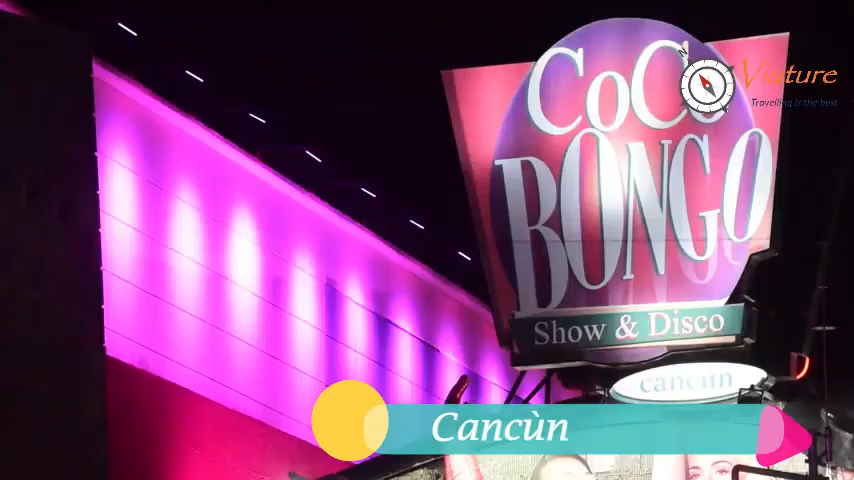 CoCo
BONGO
Show & Disco
cancun
Viature
Travelling is the best
N
Cancùn